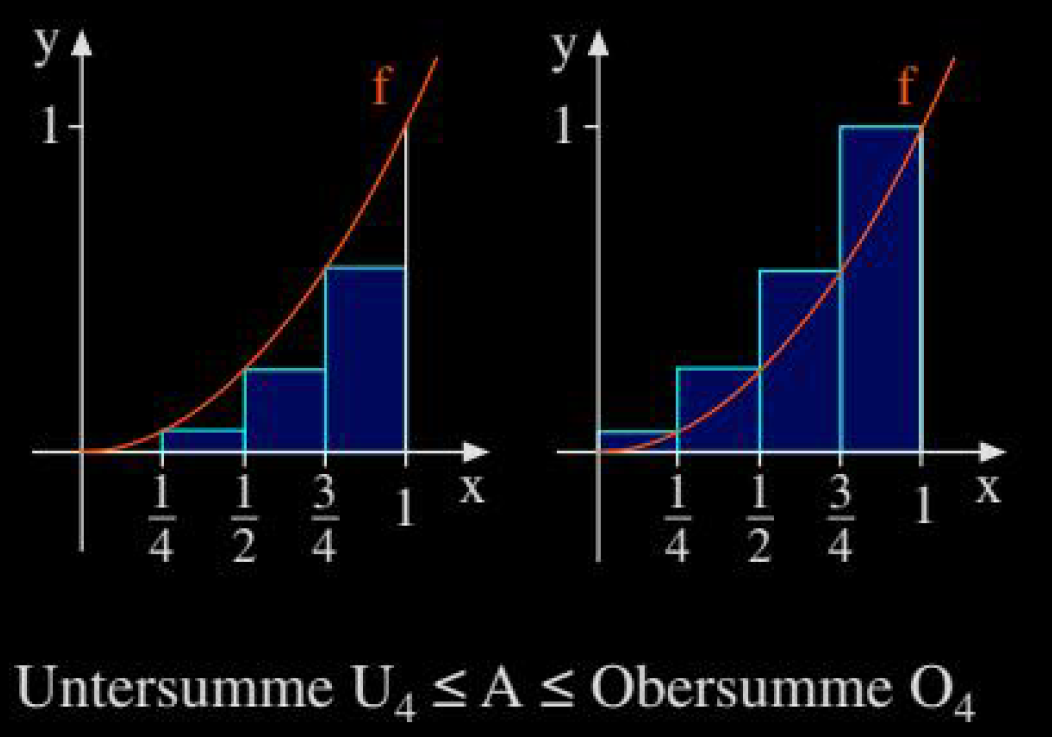 y y
f f
1 1
x x
1/4 1/2 3/4 1 1/4 1/2 3/4 1
Untersumme U₄ ≤ A ≤ Obersumme O₄